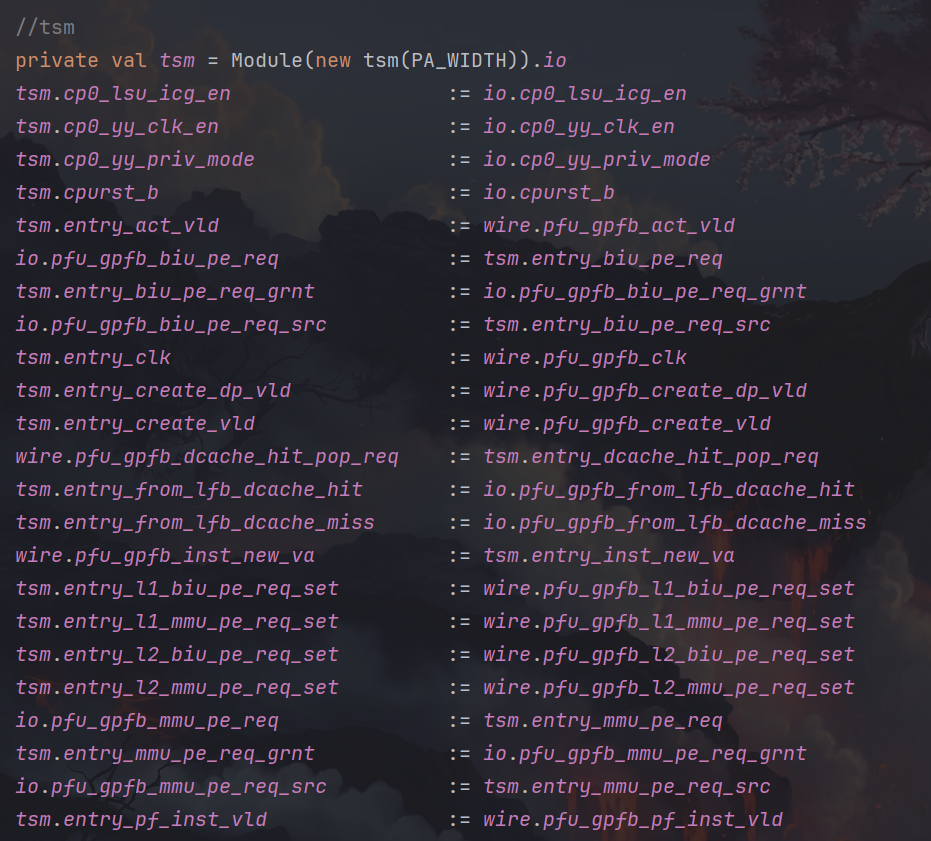 //tsm
private val tsm = Module(new tsm(PA_WIDTH)).io
tsm.cp0_lsu_icg_en := io.cp0_lsu_icg_en
tsm.cp0_yy_clk_en := io.cp0_yy_clk_en
tsm.cp0_yy_priv_mode := io.cp0_yy_priv_mode
tsm.cpurst_b := io.cpurst_b
tsm.entry_act_vld := wire.pfu_gpfb_act_vld
io.pfu_gpfb_biu_pe_req := tsm.entry_biu_pe_req
tsm.entry_biu_pe_req_grnt := io.pfu_gpfb_biu_pe_req_grnt
io.pfu_gpfb_biu_pe_req_src := tsm.entry_biu_pe_req_src
tsm.entry_clk := wire.pfu_gpfb_clk
tsm.entry_create_dp_vld := wire.pfu_gpfb_create_dp_vld
tsm.entry_create_vld := wire.pfu_gpfb_create_vld
wire.pfu_gpfb_dcache_hit_pop_req := tsm.entry_dcache_hit_pop_req
tsm.entry_from_lfb_dcache_hit := io.pfu_gpfb_from_lfb_dcache_hit
tsm.entry_from_lfb_dcache_miss := io.pfu_gpfb_from_lfb_dcache_miss
wire.pfu_gpfb_inst_new_va := tsm.entry_inst_new_va
tsm.entry_l1_biu_pe_req_set := wire.pfu_gpfb_l1_biu_pe_req_set
tsm.entry_l1_mmu_pe_req_set := wire.pfu_gpfb_l1_mmu_pe_req_set
tsm.entry_l2_biu_pe_req_set := wire.pfu_gpfb_l2_biu_pe_req_set
tsm.entry_l2_mmu_pe_req_set := wire.pfu_gpfb_l2_mmu_pe_req_set
io.pfu_gpfb_mmu_pe_req := tsm.entry_mmu_pe_req
tsm.entry_mmu_pe_req_grnt := io.pfu_gpfb_mmu_pe_req_grnt
io.pfu_gpfb_mmu_pe_req_src := tsm.entry_mmu_pe_req_src
tsm.entry_pf_inst_vld := wire.pfu_gpfb_pf_inst_vld